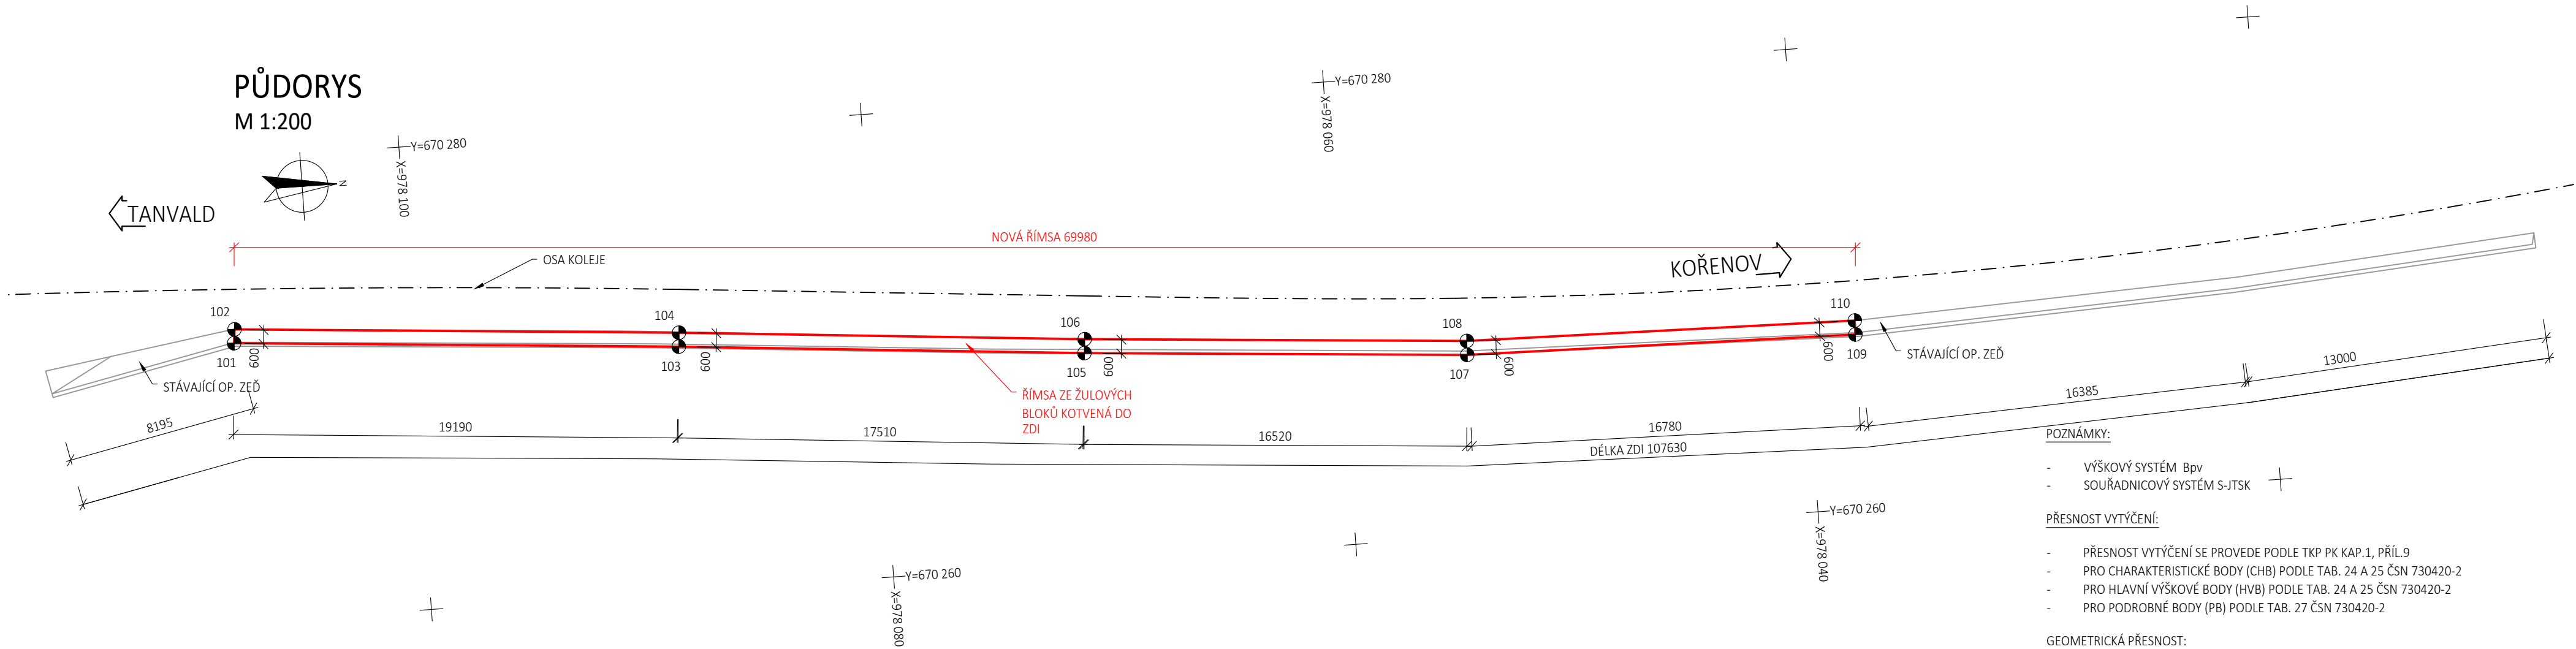 PŮDORYS
M 1:200
N
TANVALD
Y=670 280
X=978 100
Y=670 280
X=978 060
NOVÁ ŘÍMSA 69980
OSA KOLEJE
KOŘENOV
102
104
106
108
110
101
103
105
107
109
600
600
600
600
600
STÁVAJÍCÍ OP. ZEĎ
STÁVAJÍCÍ OP. ZEĎ
ŘÍMSA ZE ŽULOVÝCH
BLOKŮ KOTVENÁ DO
ZDI
8195
19190
17510
16520
16780
16385
13000
DÉLKA ZDI 107630
Y=670 260
X=978 080
Y=670 260
X=978 040
POZNÁMKY:
- VÝŠKOVÝ SYSTÉM Bpv
- SOUŘADNICOVÝ SYSTÉM S-JTSK
PŘESNOST VYTÝČENÍ:
- PŘESNOST VYTÝČENÍ SE PROVEDE PODLE TKP PK KAP.1, PŘÍL.9
- PRO CHARAKTERISTICKÉ BODY (CHB) PODLE TAB. 24 A 25 ČSN 730420-2
- PRO HLAVNÍ VÝŠKOVÉ BODY (HVB) PODLE TAB. 24 A 25 ČSN 730420-2
- PRO PODROBNÉ BODY (PB) PODLE TAB. 27 ČSN 730420-2
GEOMETRICKÁ PŘESNOST: